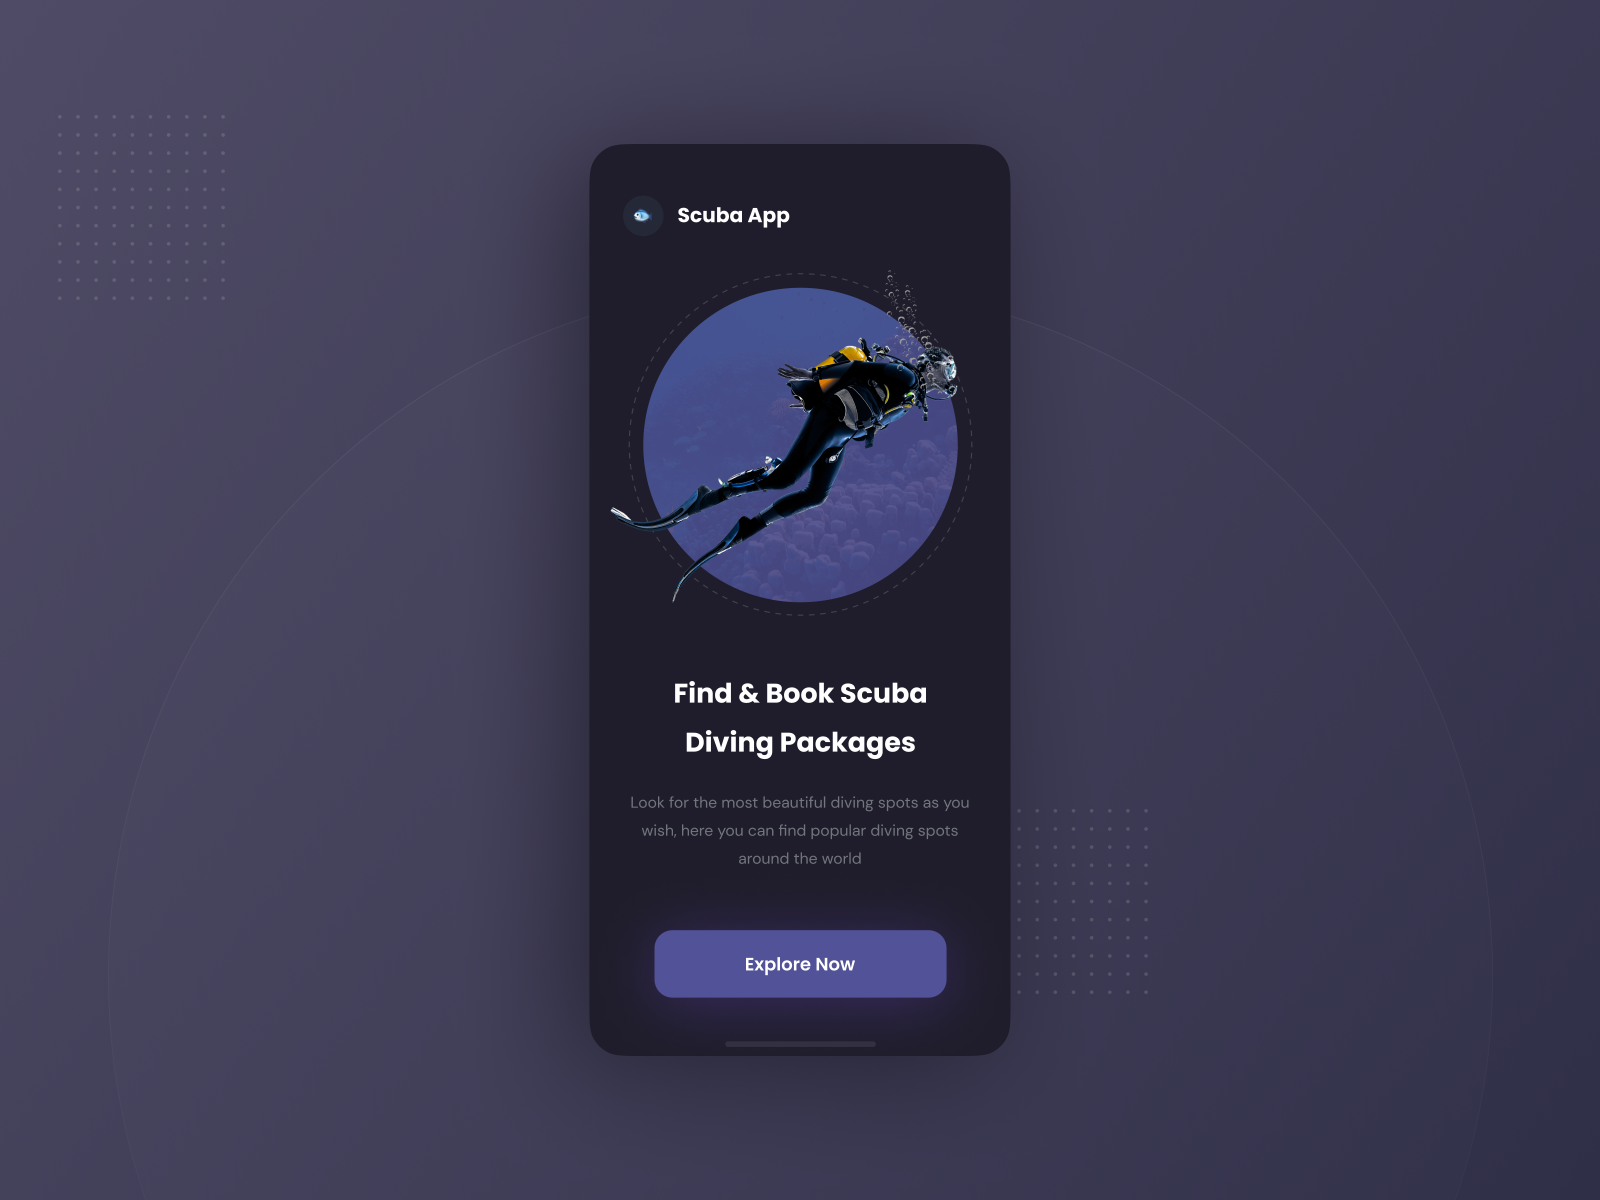 Scuba App
Find & Book Scuba
Diving Packages
Look for the most beautiful diving spots as you
wish, here you can find popular diving spots
around the world
Explore Now